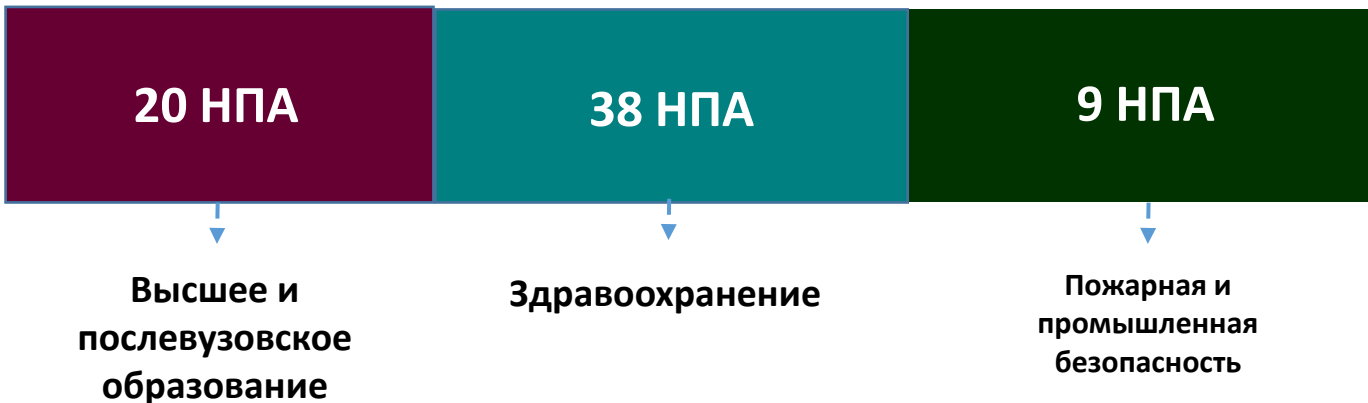 20 НПА
38 НПА
9 НПА
Высшее и
послевузовское
образование
Здравоохранение
Пожарная и
промышленная
безопасность